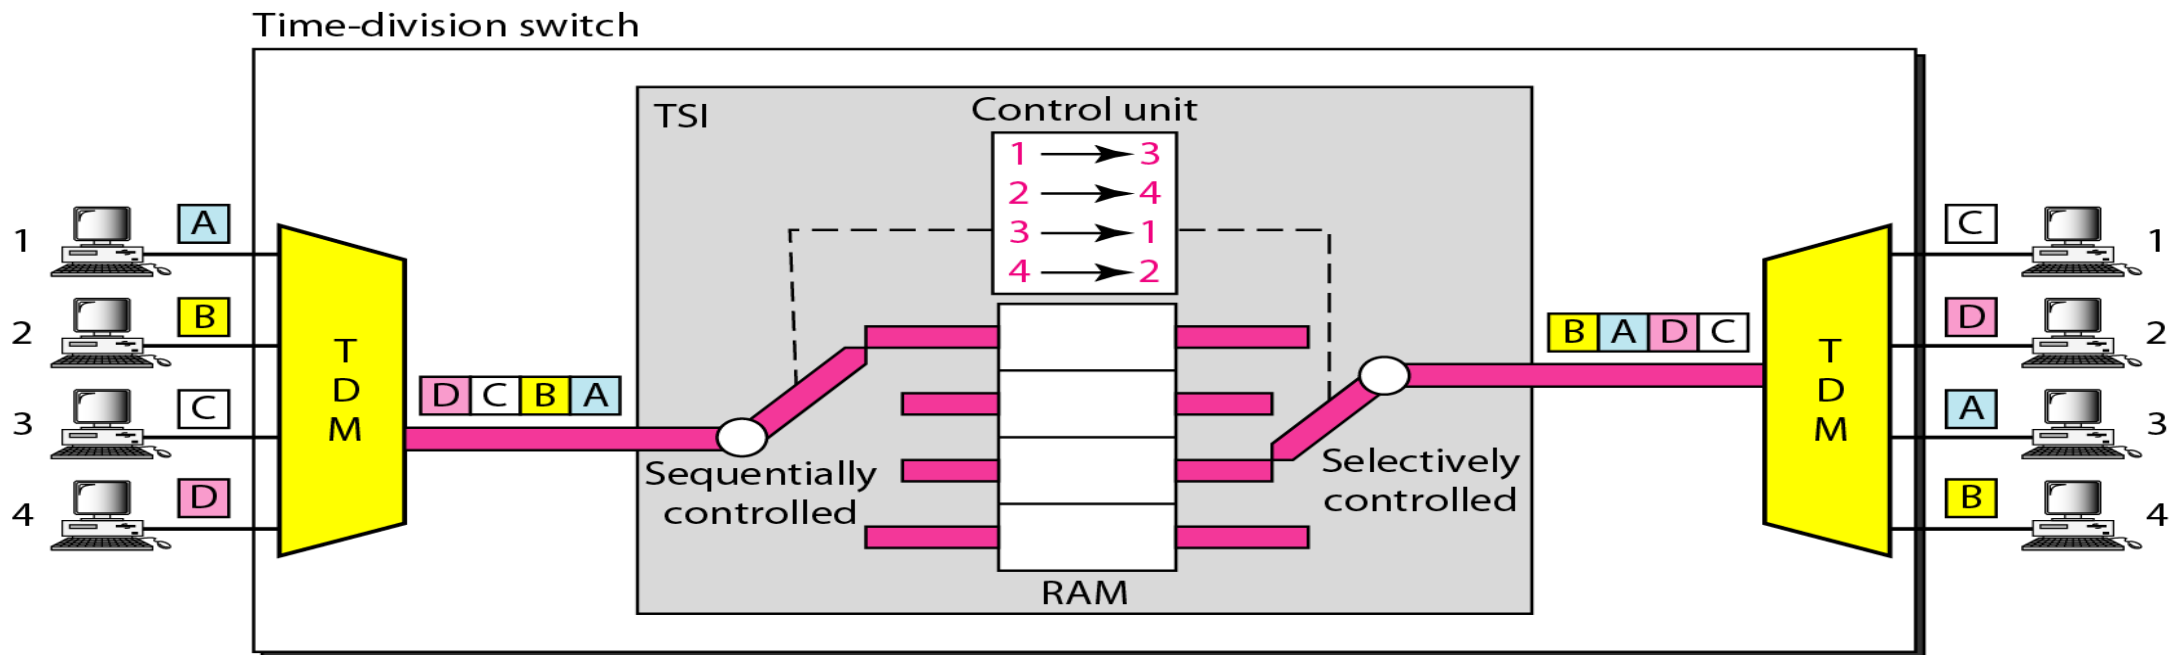 Time-division switch
TSI
Control unit
1 → 3
2 → 4
3 → 1
4 → 2
1 A
2 B
3 C
4 D
T
D
M
D C B A
Sequentially
controlled
RAM
Selectively
controlled
B A D C
T
D
M
C 1
D 2
A 3
B 4